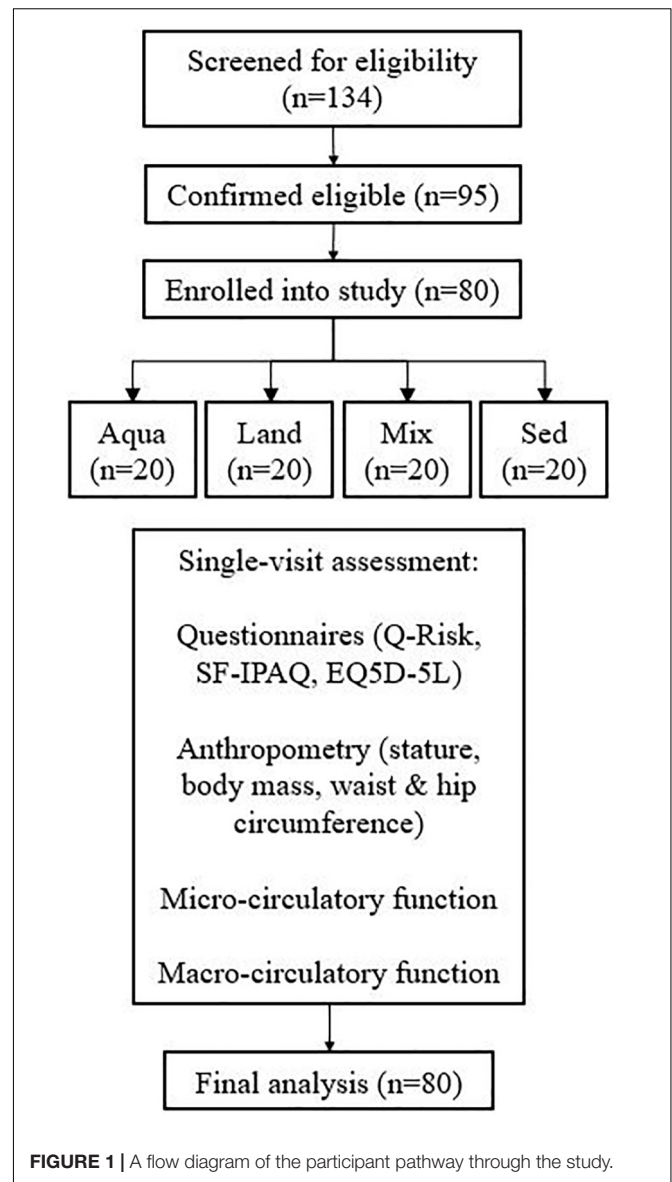 Screened for eligibility
(n=134)
Confirmed eligible (n=95)
Enrolled into study (n=80)
Aqua
(n=20)
Land
(n=20)
Mix
(n=20)
Sed
(n=20)
Single-visit assessment:
Questionnaires (Q-Risk,
SF-IPAQ, EQ5D-5L)
Anthropometry (stature,
body mass, waist & hip
circumference)
Micro-circulatory function
Macro-circulatory function
Final analysis (n=80)
FIGURE 1 | A flow diagram of the participant pathway through the study.